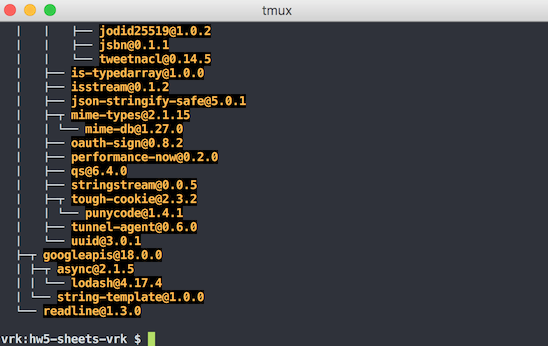 tmux
│ │ │ ├── jodid25519@1.0.2
│ │ │ ├── jsbn@0.1.1
│ │ │ └── tweetnacl@0.14.5
│ │ ├── is-typedarray@1.0.0
│ │ ├── isstream@0.1.2
│ │ ├── json-stringify-safe@5.0.1
│ │ ├─┬ mime-types@2.1.15
│ │ │ └── mime-db@1.27.0
│ │ ├── oauth-sign@0.8.2
│ │ ├── performance-now@0.2.0
│ │ ├── qs@6.4.0
│ │ ├── stringstream@0.0.5
│ │ ├─┬ tough-cookie@2.3.2
│ │ │ └── punycode@1.4.1
│ │ ├── tunnel-agent@0.6.0
│ │ └── uuid@3.0.1
├─┬ googleapis@18.0.0
│ ├─┬ async@2.1.5
│ │ └── lodash@4.17.4
│ └── string-template@1.0.0
└── readline@1.3.0
vrk:hw5-sheets-vrk $